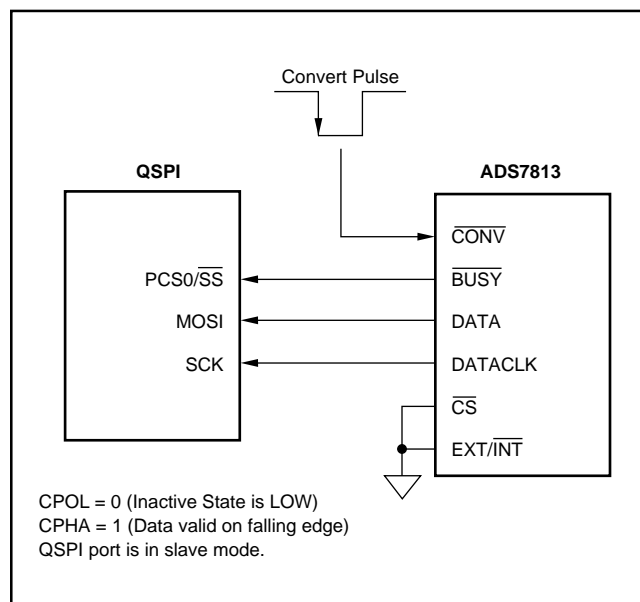 Convert Pulse
QSPI
ADS7813
CONV
PCS0/SS
BUSY
MOSI
DATA
SCK
DATACLK
CS
EXT/INT
CPOL = 0 (Inactive State is LOW)
CPHA = 1 (Data valid on falling edge)
QSPI port is in slave mode.